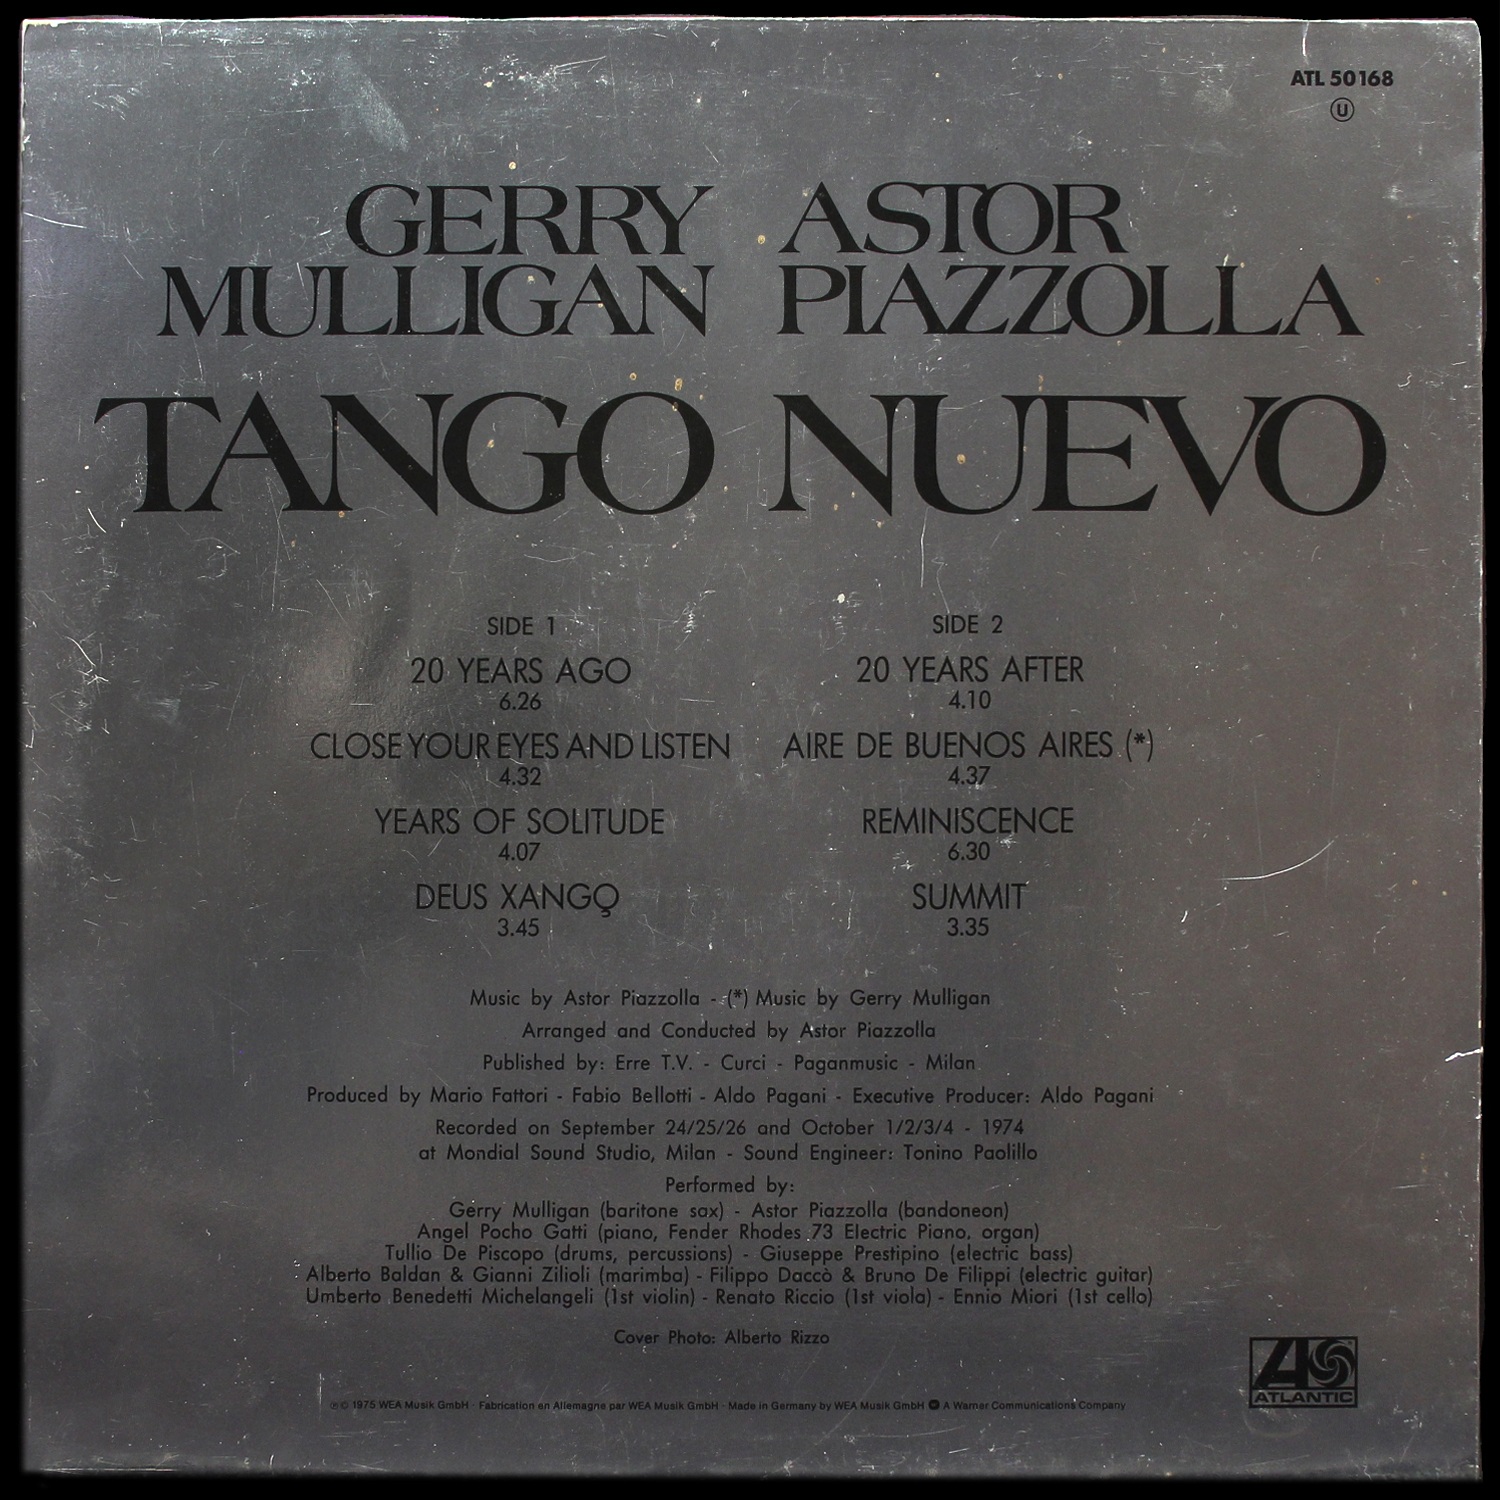 ATL 50168
U
GERRY ASTOR
MULLIGAN PIAZZOLLA
TANGO NUEVO
SIDE 1
20 YEARS AGO
6.26
CLOSE YOUR EYES AND LISTEN
4.32
YEARS OF SOLITUDE
4.07
DEUS XANGQ
3.45
SIDE 2
20 YEARS AFTER
4.10
AIRE DE BUENOS AIRES (*)
4.37
REMINISCENCE
6.30
SUMMIT
3.35
Music by Astor Piazzolla - (*) Music by Gerry Mulligan
Arranged and Conducted by Astor Piazzolla
Published by: Erre T.V. - Curci - Paganmusic - Milan
Produced by Mario Fattori - Fabio Bellotti - Aldo Pagani - Executive Producer: Aldo Pagani
Recorded on September 24/25/26 and October 1/2/3/4 - 1974
at Mondial Sound Studio, Milan - Sound Engineer: Tonino Paolillo
Performed by:
Gerry Mulligan (baritone sax) - Astor Piazzolla (bandoneon)
Angel Pocho Gatti (piano, Fender Rhodes 73 Electric Piano, organ)
Tullio De Piscopo (drums, percussions) - Giuseppe Prestipino (electric bass)
Alberto Baldan & Gianni Zilioli (marimba) - Filippo Daccò & Bruno De Filippi (electric guitar)
Umberto Benedetti Michelangeli (1st violin) - Renato Riccio (1st viola) - Ennio Miori (1st cello)
Cover Photo: Alberto Rizzo
℗ © 1975 WEA Musik GmbH · Fabrication en Allemagne par WEA Musik GmbH · Made in Germany by WEA Musik GmbH A Warner Communications Company
ATLANTIC